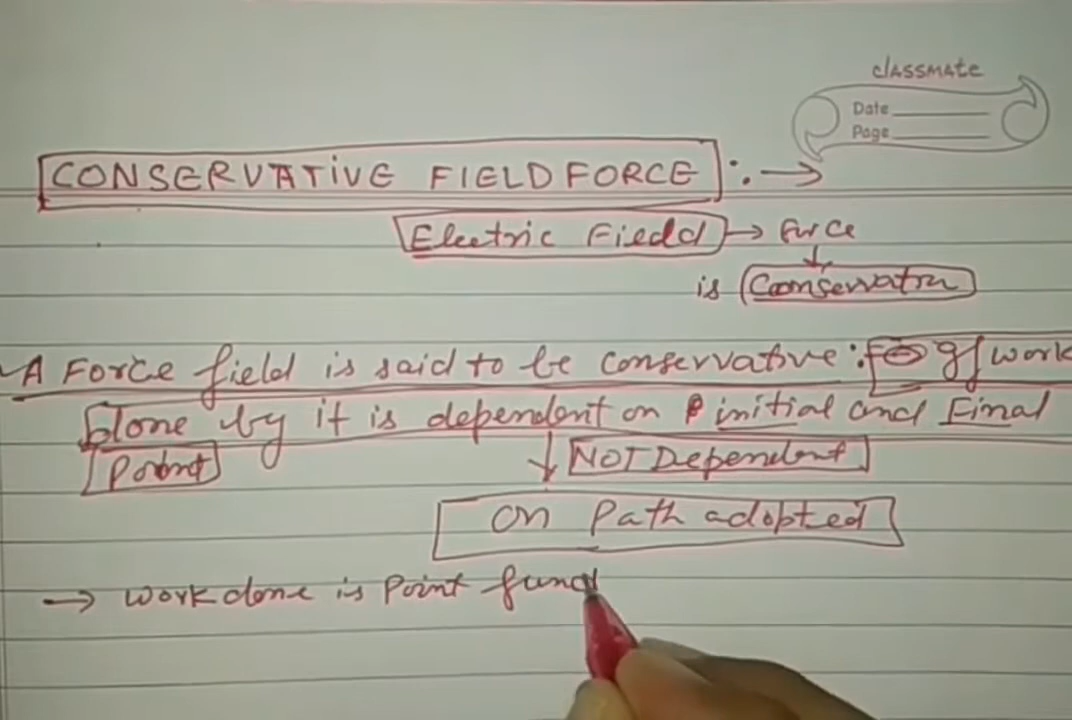 classmate
Date
Page
CONSERVATIVE FIELD FORCE :→
Electric Field → force
is Conservative
A Force field is said to be conservative : If work
done by it is dependent on initial and Final
Point
NOT Dependent
on Path adopted
→ work done is Point funct